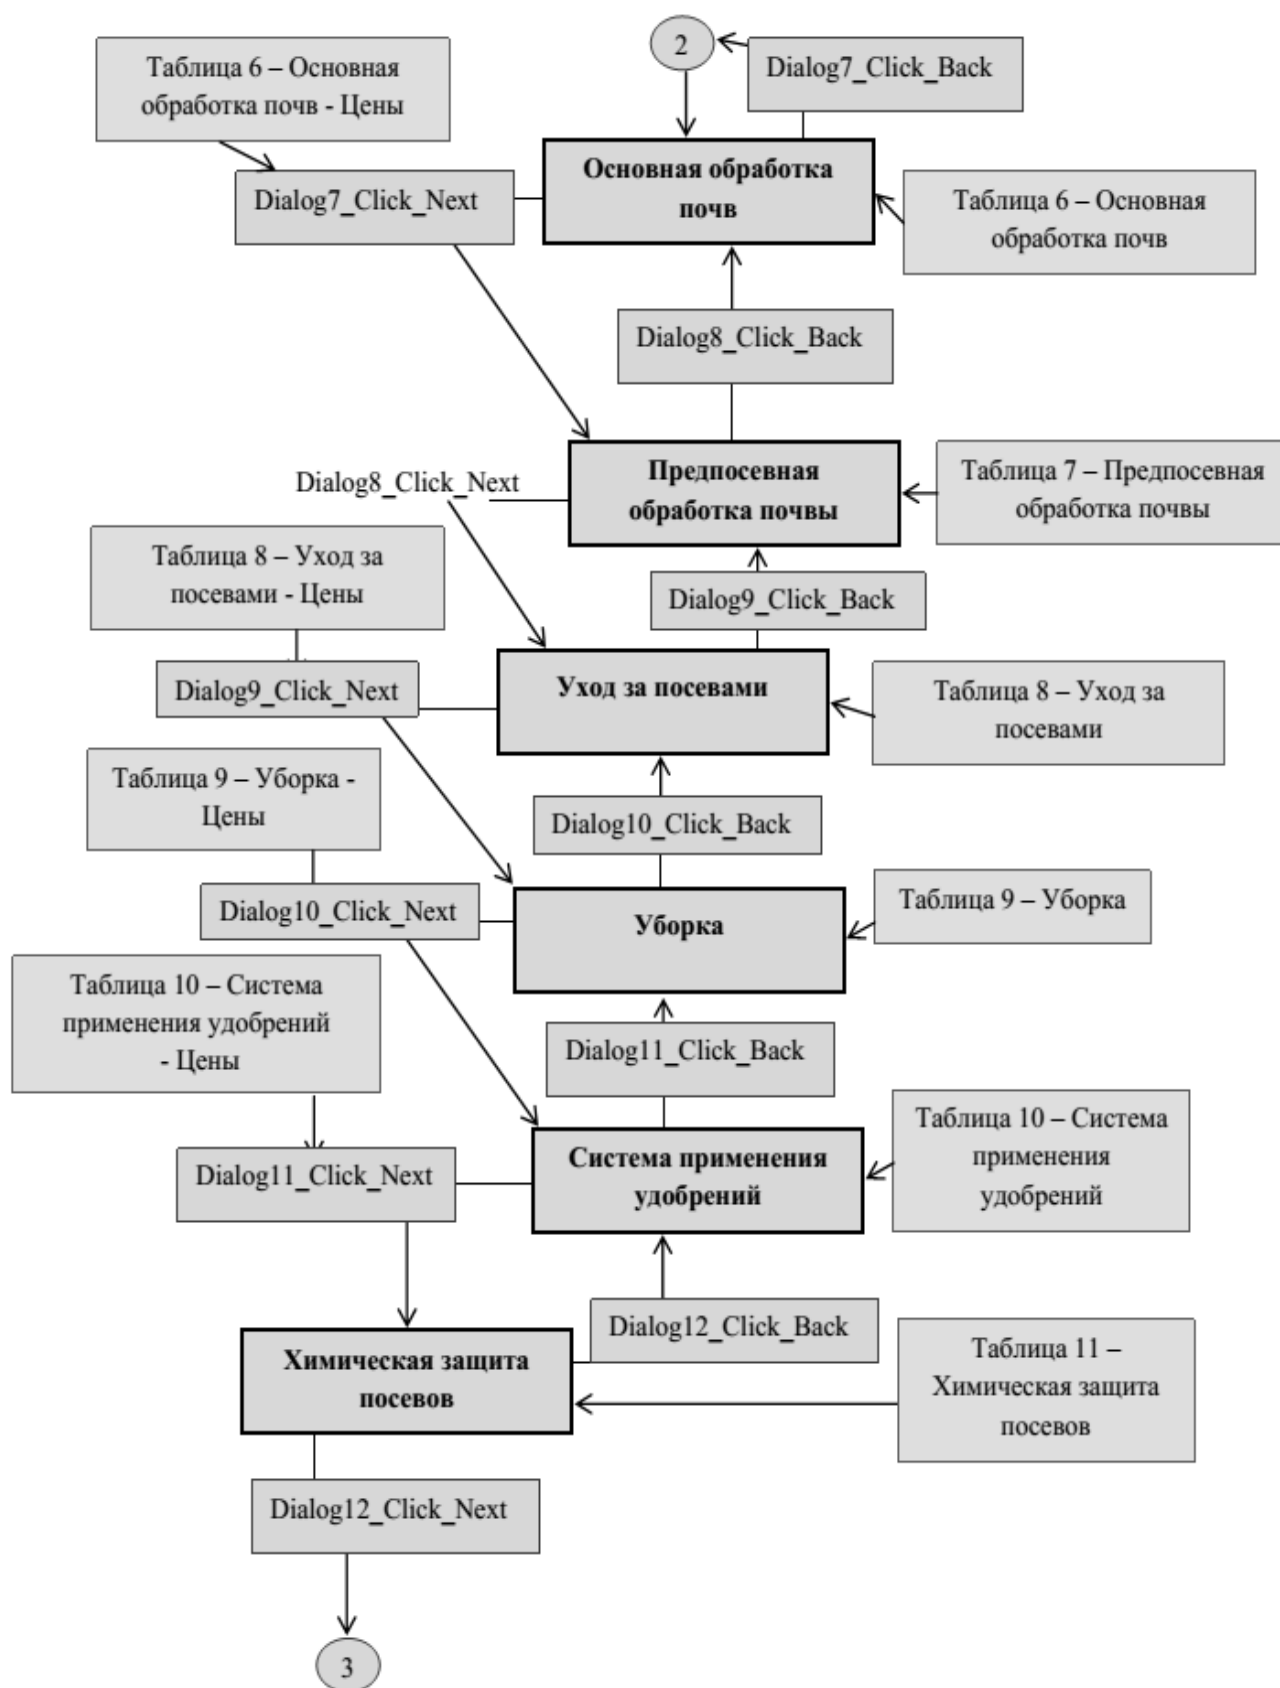 2
Dialog7_Click_Back
Таблица 6 – Основная
обработка почв - Цены
Основная обработка
почв
Dialog7_Click_Next
Таблица 6 – Основная
обработка почв
Dialog8_Click_Back
Предпосевная
обработка почвы
Таблица 7 – Предпосевная
обработка почвы
Dialog8_Click_Next
Таблица 8 – Уход за
посевами - Цены
Dialog9_Click_Back
Уход за посевами
Dialog9_Click_Next
Таблица 8 – Уход за
посевами
Таблица 9 – Уборка -
Цены
Dialog10_Click_Back
Dialog10_Click_Next
Уборка
Таблица 9 – Уборка
Таблица 10 – Система
применения удобрений
- Цены
Dialog11_Click_Back
Система применения
удобрений
Таблица 10 – Система
применения
удобрений
Dialog11_Click_Next
Dialog12_Click_Back
Химическая защита
посевов
Таблица 11 –
Химическая защита
посевов
Dialog12_Click_Next
3